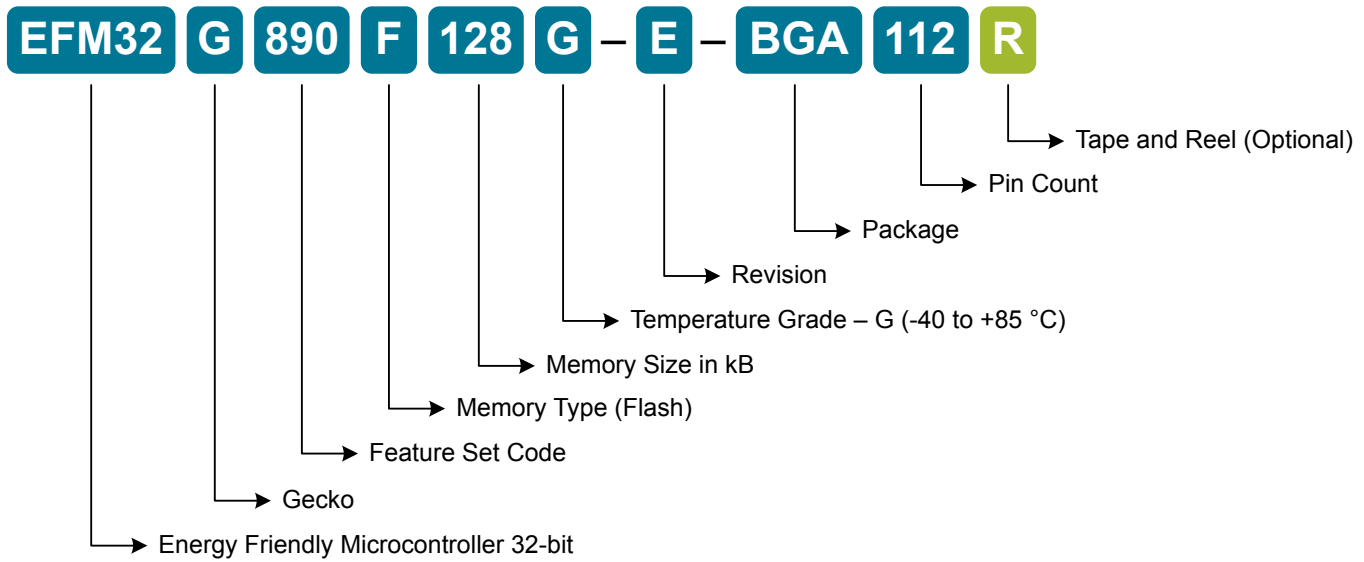 EFM32 G 890 F 128 G – E – BGA 112 R
Tape and Reel (Optional)
Pin Count
Package
Revision
Temperature Grade – G (-40 to +85 °C)
Memory Size in kB
Memory Type (Flash)
Feature Set Code
Gecko
Energy Friendly Microcontroller 32-bit